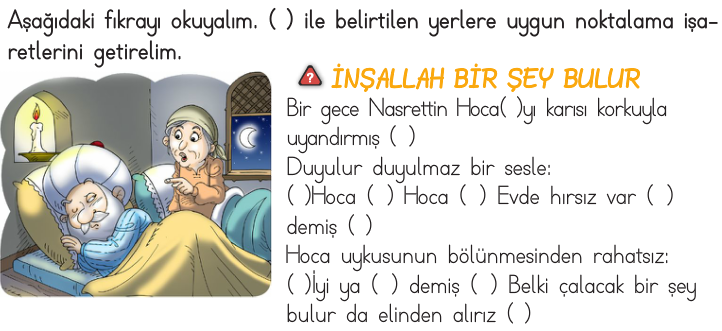 Aşağıdaki fıkrayı okuyalım. ( ) ile belirtilen yerlere uygun noktalama işa-
retlerini getirelim.
İNŞALLAH BİR ŞEY BULUR
Bir gece Nasrettin Hoca( )yı karısı korkuyla
uyandırmış ( )
Duyulur duyulmaz bir sesle:
( )Hoca ( ) Hoca ( ) Evde hırsız var ( )
demiş ( )
Hoca uykusunun bölünmesinden rahatsız:
( )İyi ya ( ) demiş ( ) Belki çalacak bir şey
bulur da elinden alırız ( )